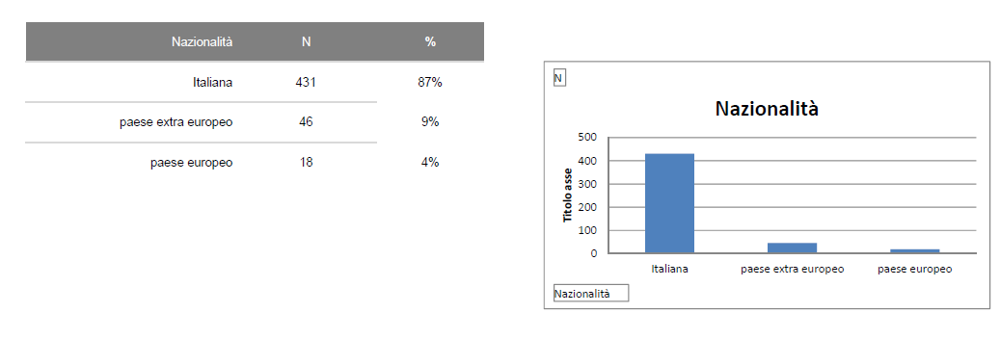 Nazionalità N %
Italiana 431 87%
paese extra europeo 46 9%
paese europeo 18 4%
N
Nazionalità
Titolo asse
500
400
300
200
100
0
Italiana paese extra europeo paese europeo
Nazionalità